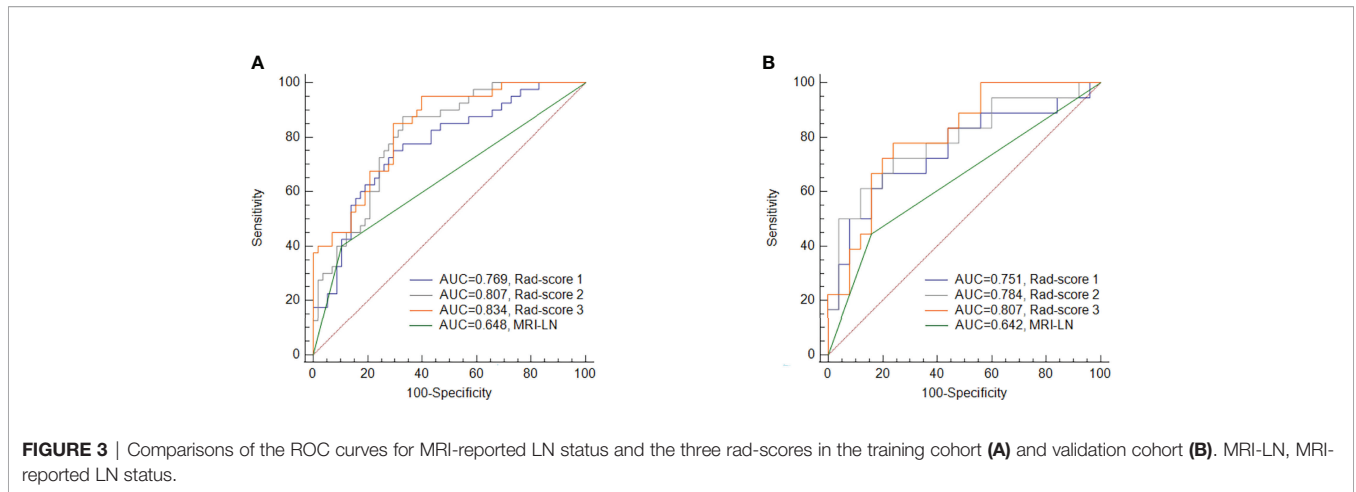 A
100
80
60
40
20
0
Sensitivity
AUC=0.769, Rad-score 1
AUC=0.807, Rad-score 2
AUC=0.834, Rad-score 3
AUC=0.648, MRI-LN
0 20 40 60 80 100
100-Specificity
B
100
80
60
40
20
0
Sensitivity
AUC=0.751, Rad-score 1
AUC=0.784, Rad-score 2
AUC=0.807, Rad-score 3
AUC=0.642, MRI-LN
0 20 40 60 80 100
100-Specificity
FIGURE 3 | Comparisons of the ROC curves for MRI-reported LN status and the three rad-scores in the training cohort (A) and validation cohort (B). MRI-LN, MRI-
reported LN status.